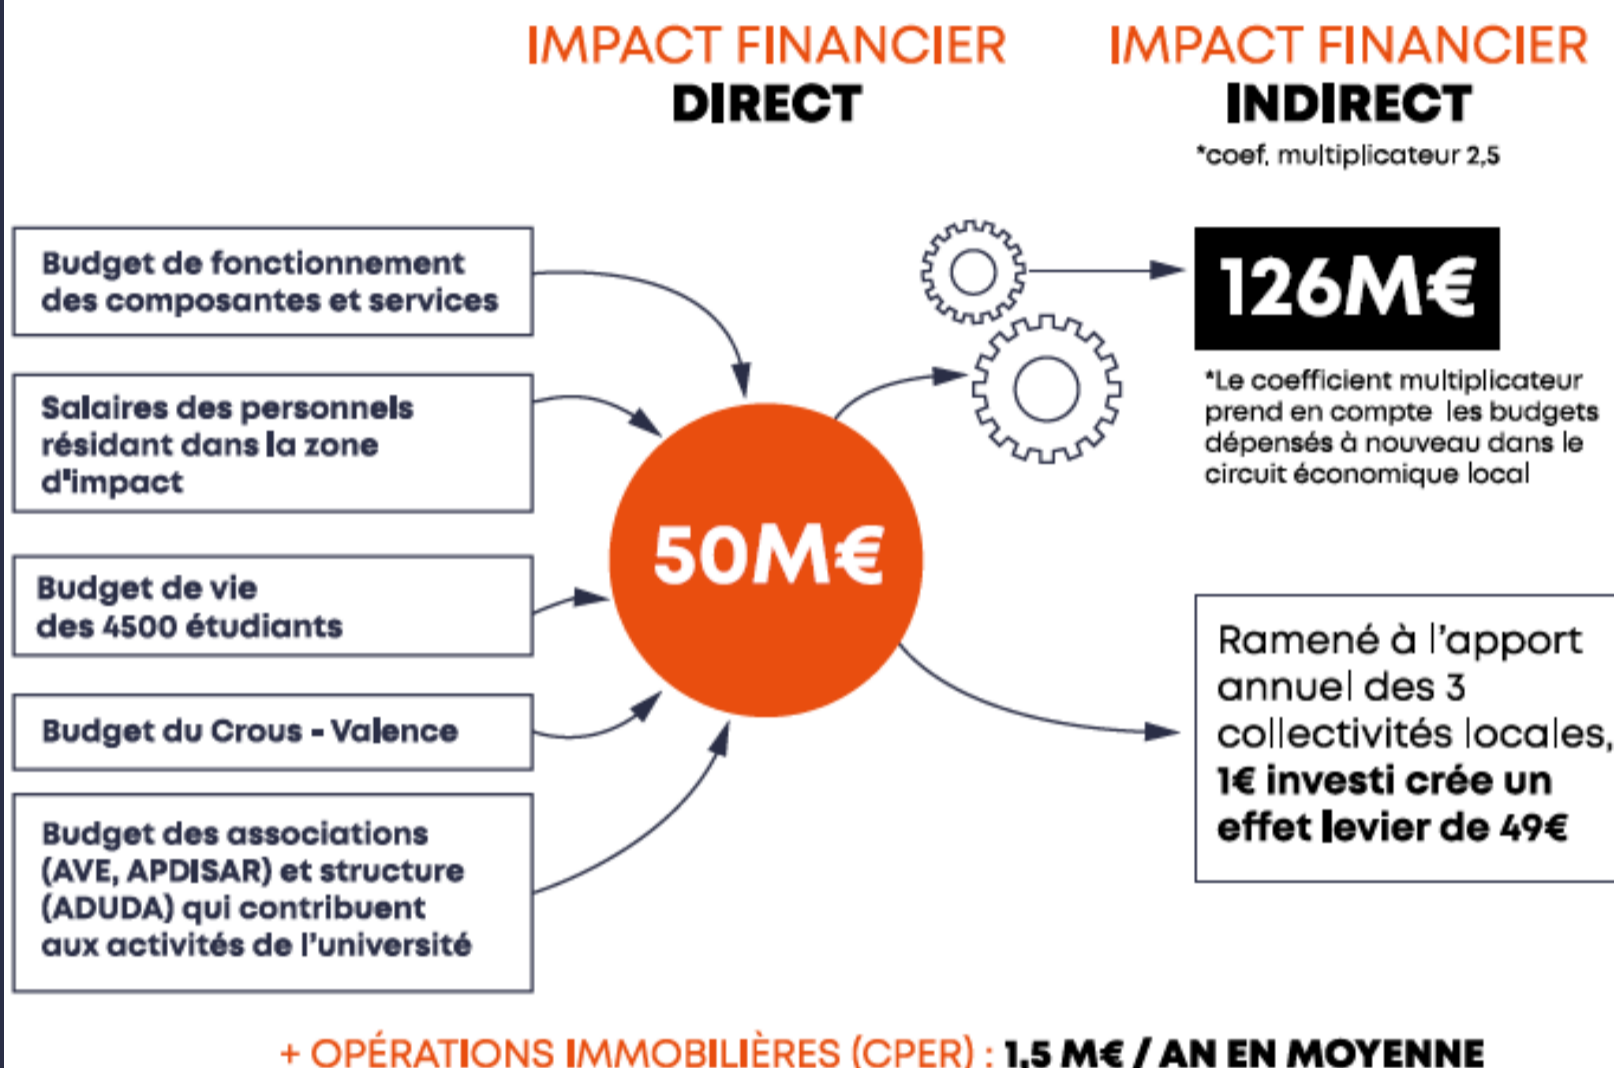 IMPACT FINANCIER
DIRECT
IMPACT FINANCIER
INDIRECT
*coef. multiplicateur 2,5
Budget de fonctionnement
des composantes et services
Salaires des personnels
résidant dans la zone
d'impact
Budget de vie
des 4500 étudiants
Budget du Crous - Valence
Budget des associations
(AVE, APDISAR) et structure
(ADUDA) qui contribuent
aux activités de l'université
50M€
126M€
*Le coefficient multiplicateur
prend en compte les budgets
dépensés à nouveau dans le
circuit économique local
Ramené à l'apport
annuel des 3
collectivités locales,
1€ investi crée un
effet levier de 49€
+ OPÉRATIONS IMMOBILIÈRES (CPER) : 1,5 M€ / AN EN MOYENNE